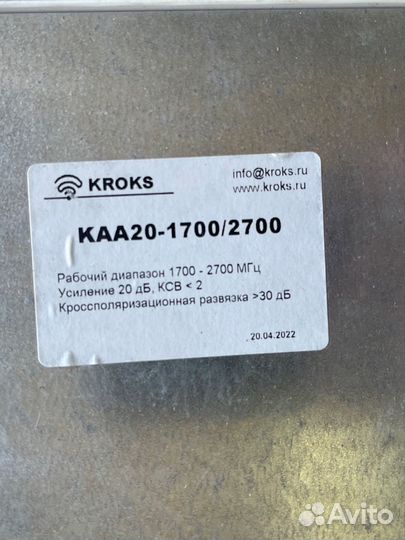 KROKS
info@kroks.ru
www.kroks.ru
KAA20-1700/2700
Рабочий диапазон 1700 - 2700 МГц
Усиление 20 дБ, КСВ < 2
Кроссполяризационная развязка >30 дБ
20.04.2022
Avito